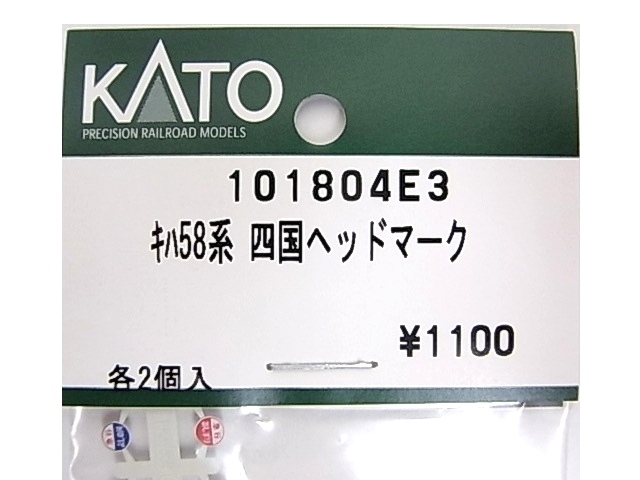 KATO
PRECISION RAILROAD MODELS
101804E3
ｷﾊ58系 四国ヘッドマーク
¥1100
各2個入